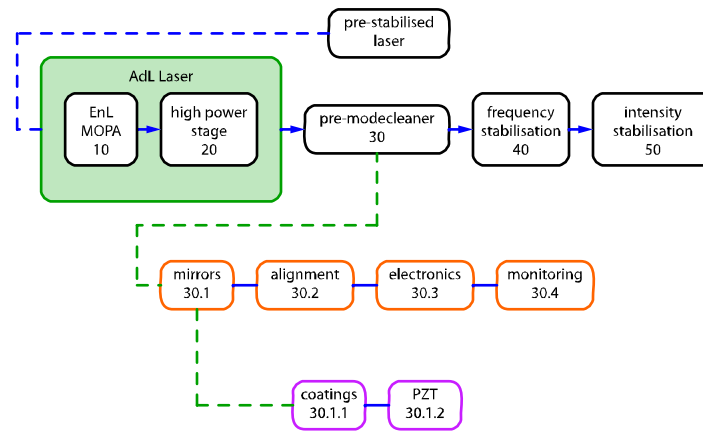 pre-stabilised
laser
AdL Laser
EnL
MOPA
10
high power
stage
20
pre-modecleaner
30
frequency
stabilisation
40
intensity
stabilisation
50
mirrors
30.1
alignment
30.2
electronics
30.3
monitoring
30.4
coatings
30.1.1
PZT
30.1.2